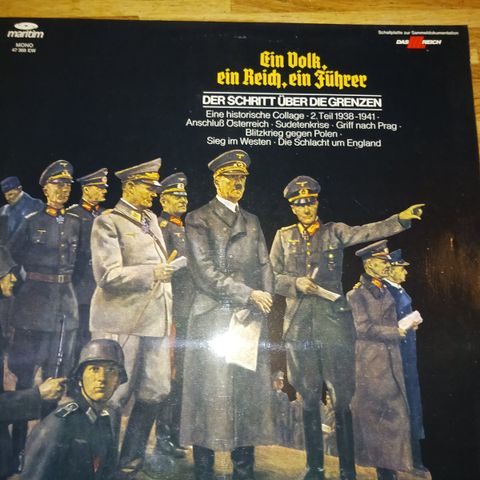 maritim
MONO
47 369 IDW
Schallplatte zur Sammeldokumentation
DAS REICH
Ein Volk,
ein Reich, ein Führer
DER SCHRITT ÜBER DIE GRENZEN
Eine historische Collage · 2. Teil 1938-1941 ·
Anschluß Österreich · Sudetenkrise · Griff nach Prag ·
Blitzkrieg gegen Polen ·
Sieg im Westen · Die Schlacht um England